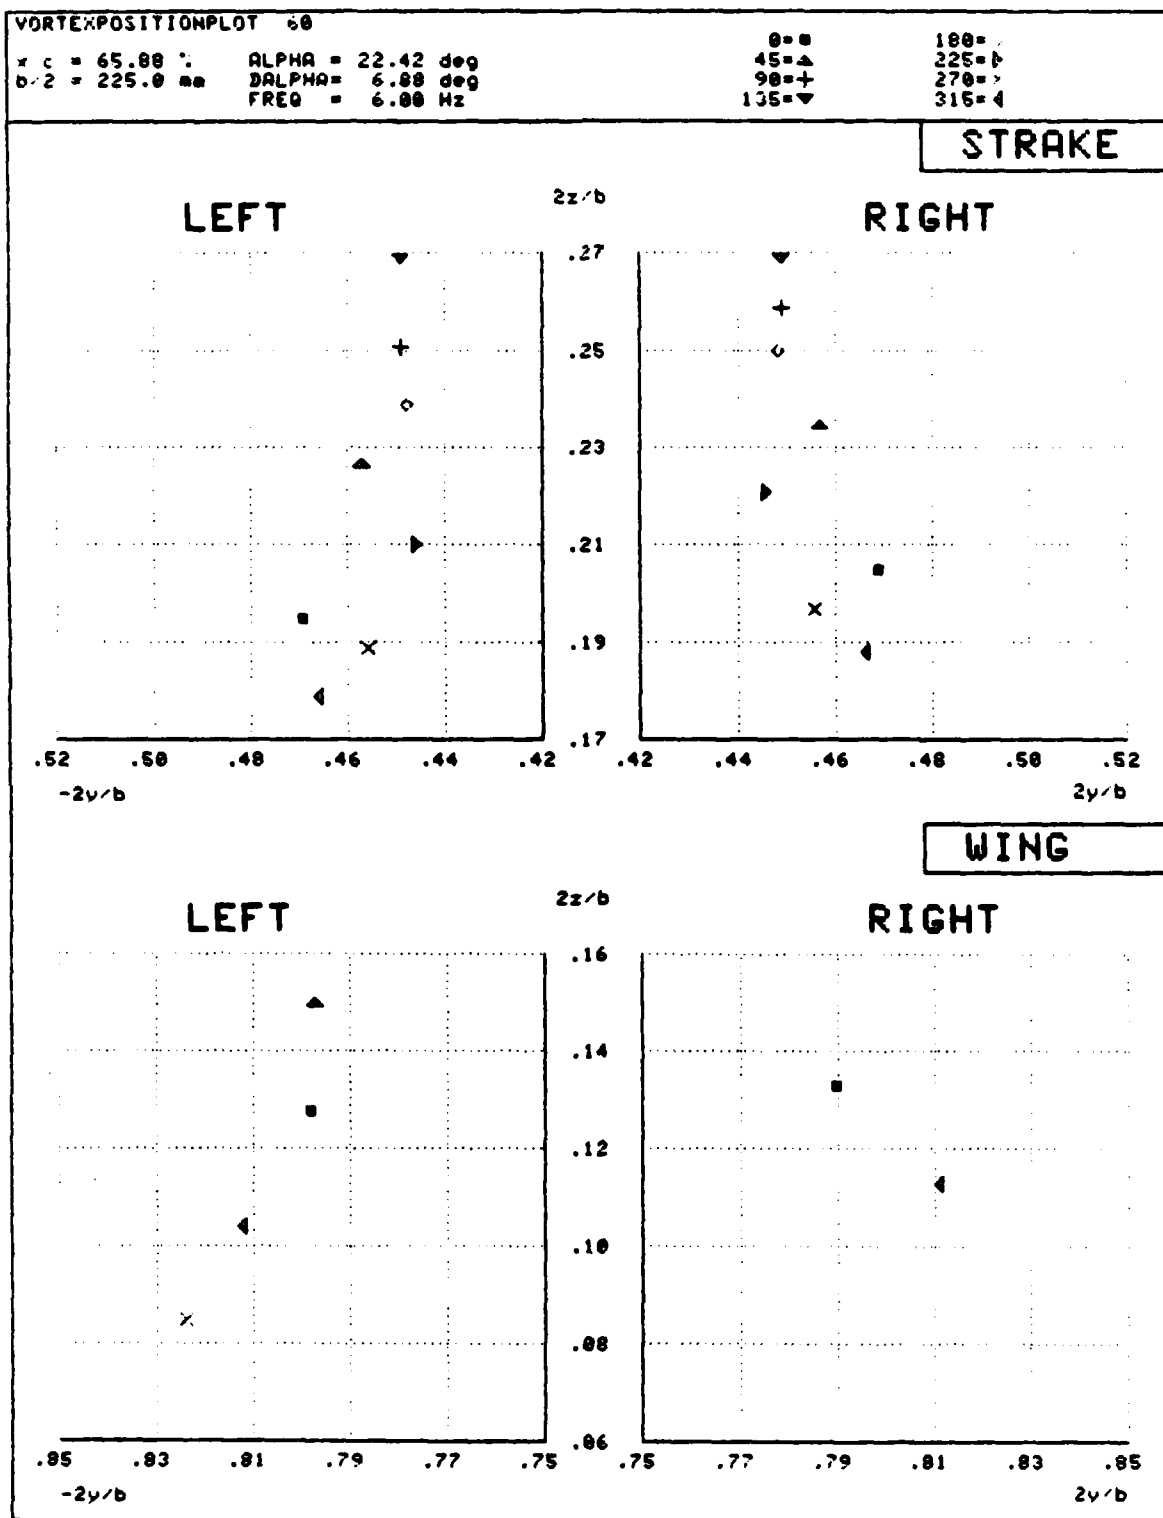 VORTEXPOSITIONPLOT 60
x c = 65.88 % ALPHA = 22.42 deg
b/2 = 225.0 mm DALPHA= 6.88 deg
FREQ = 6.00 Hz
0=■ 180=
45=▲ 225=▶
90=+ 270=
135=▼ 315=◀
STRAKE
2z/b
LEFT RIGHT
.27
.25
.23
.21
.19
.17
.52 .50 .48 .46 .44 .42 .42 .44 .46 .48 .50 .52
-2y/b 2y/b
WING
2z/b
LEFT RIGHT
.16
.14
.12
.10
.08
.06
.85 .83 .81 .79 .77 .75 .75 .77 .79 .81 .83 .85
-2y/b 2y/b